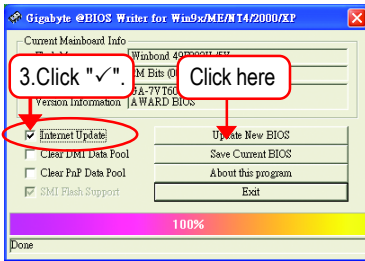 Gigabyte @BIOS Writer for Win9x/ME/NT4/2000/XP
Current Mainboard Info
Winbond 49F002U /5V
3.Click "✓".
M Bits (0
Click here
GA-7VT60
Version Information AWARD BIOS
Internet Update
Update New BIOS
Clear DMI Data Pool
Save Current BIOS
Clear PnP Data Pool
About this program
SMI Flash Support
Exit
100%
Done